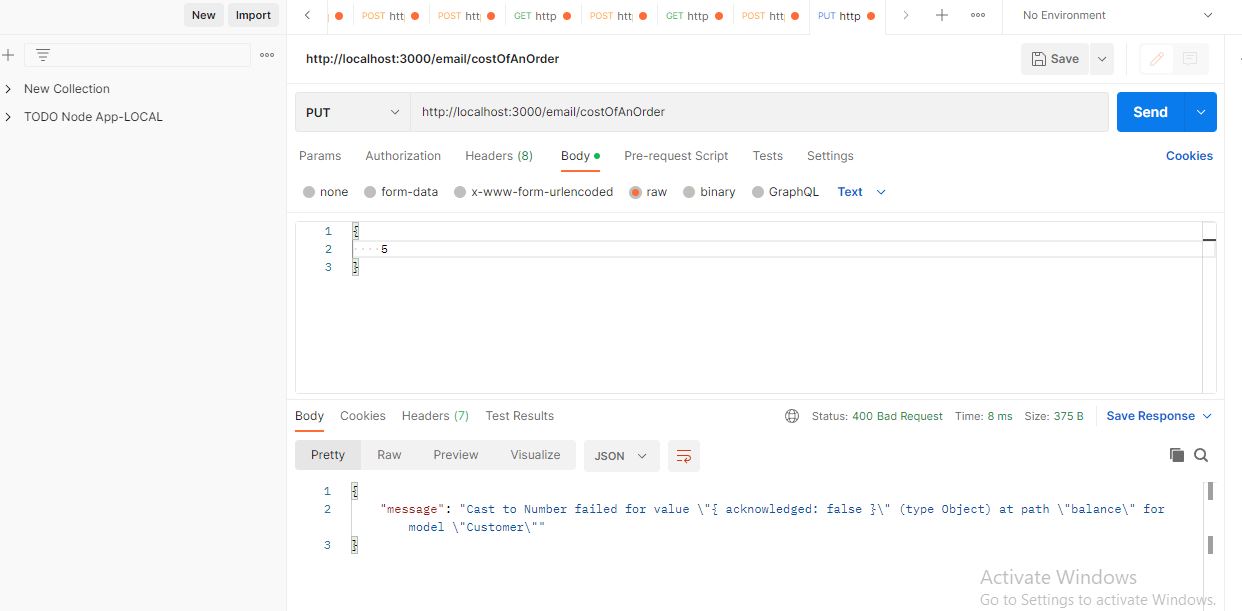 New Import
POST htt POST htt GET http POST htt GET http POST htt PUT http
No Environment
http://localhost:3000/email/costOfAnOrder
Save
New Collection
TODO Node App-LOCAL
PUT http://localhost:3000/email/costOfAnOrder Send
Params Authorization Headers (8) Body Pre-request Script Tests Settings Cookies
none form-data x-www-form-urlencoded raw binary GraphQL Text
1 {
2 5
3 }
Body Cookies Headers (7) Test Results Status: 400 Bad Request Time: 8 ms Size: 375 B Save Response
Pretty Raw Preview Visualize JSON
1 {
2 "message": "Cast to Number failed for value \"{ acknowledged: false }\" (type Object) at path \"balance\" for
model \"Customer\""
3 }
Activate Windows
Go to Settings to activate Windows.